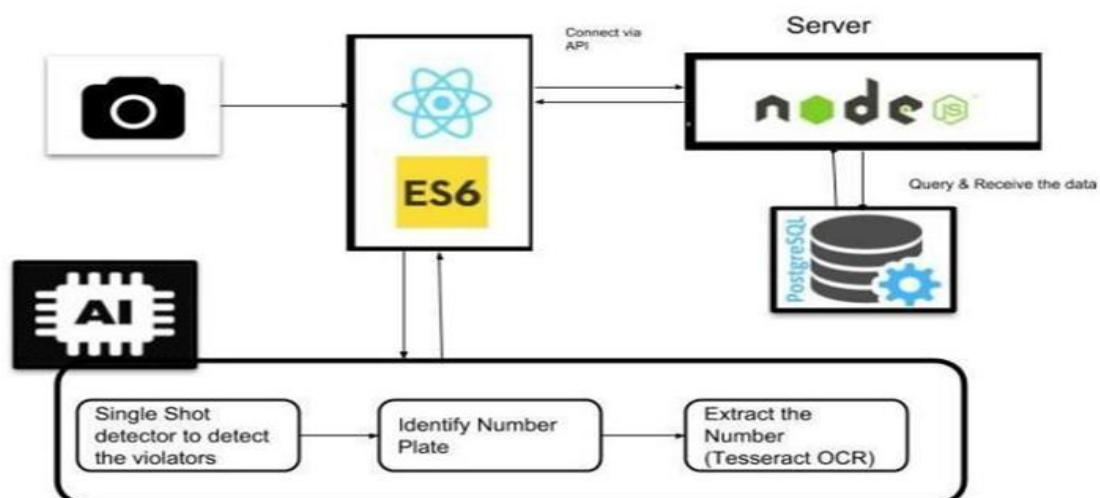 Server
Connect via
API
node
JS
ES6
Query & Receive the data
PostgreSQL
AI
Single Shot
detector to detect
the violators
Identify Number
Plate
Extract the
Number
(Tesseract OCR)